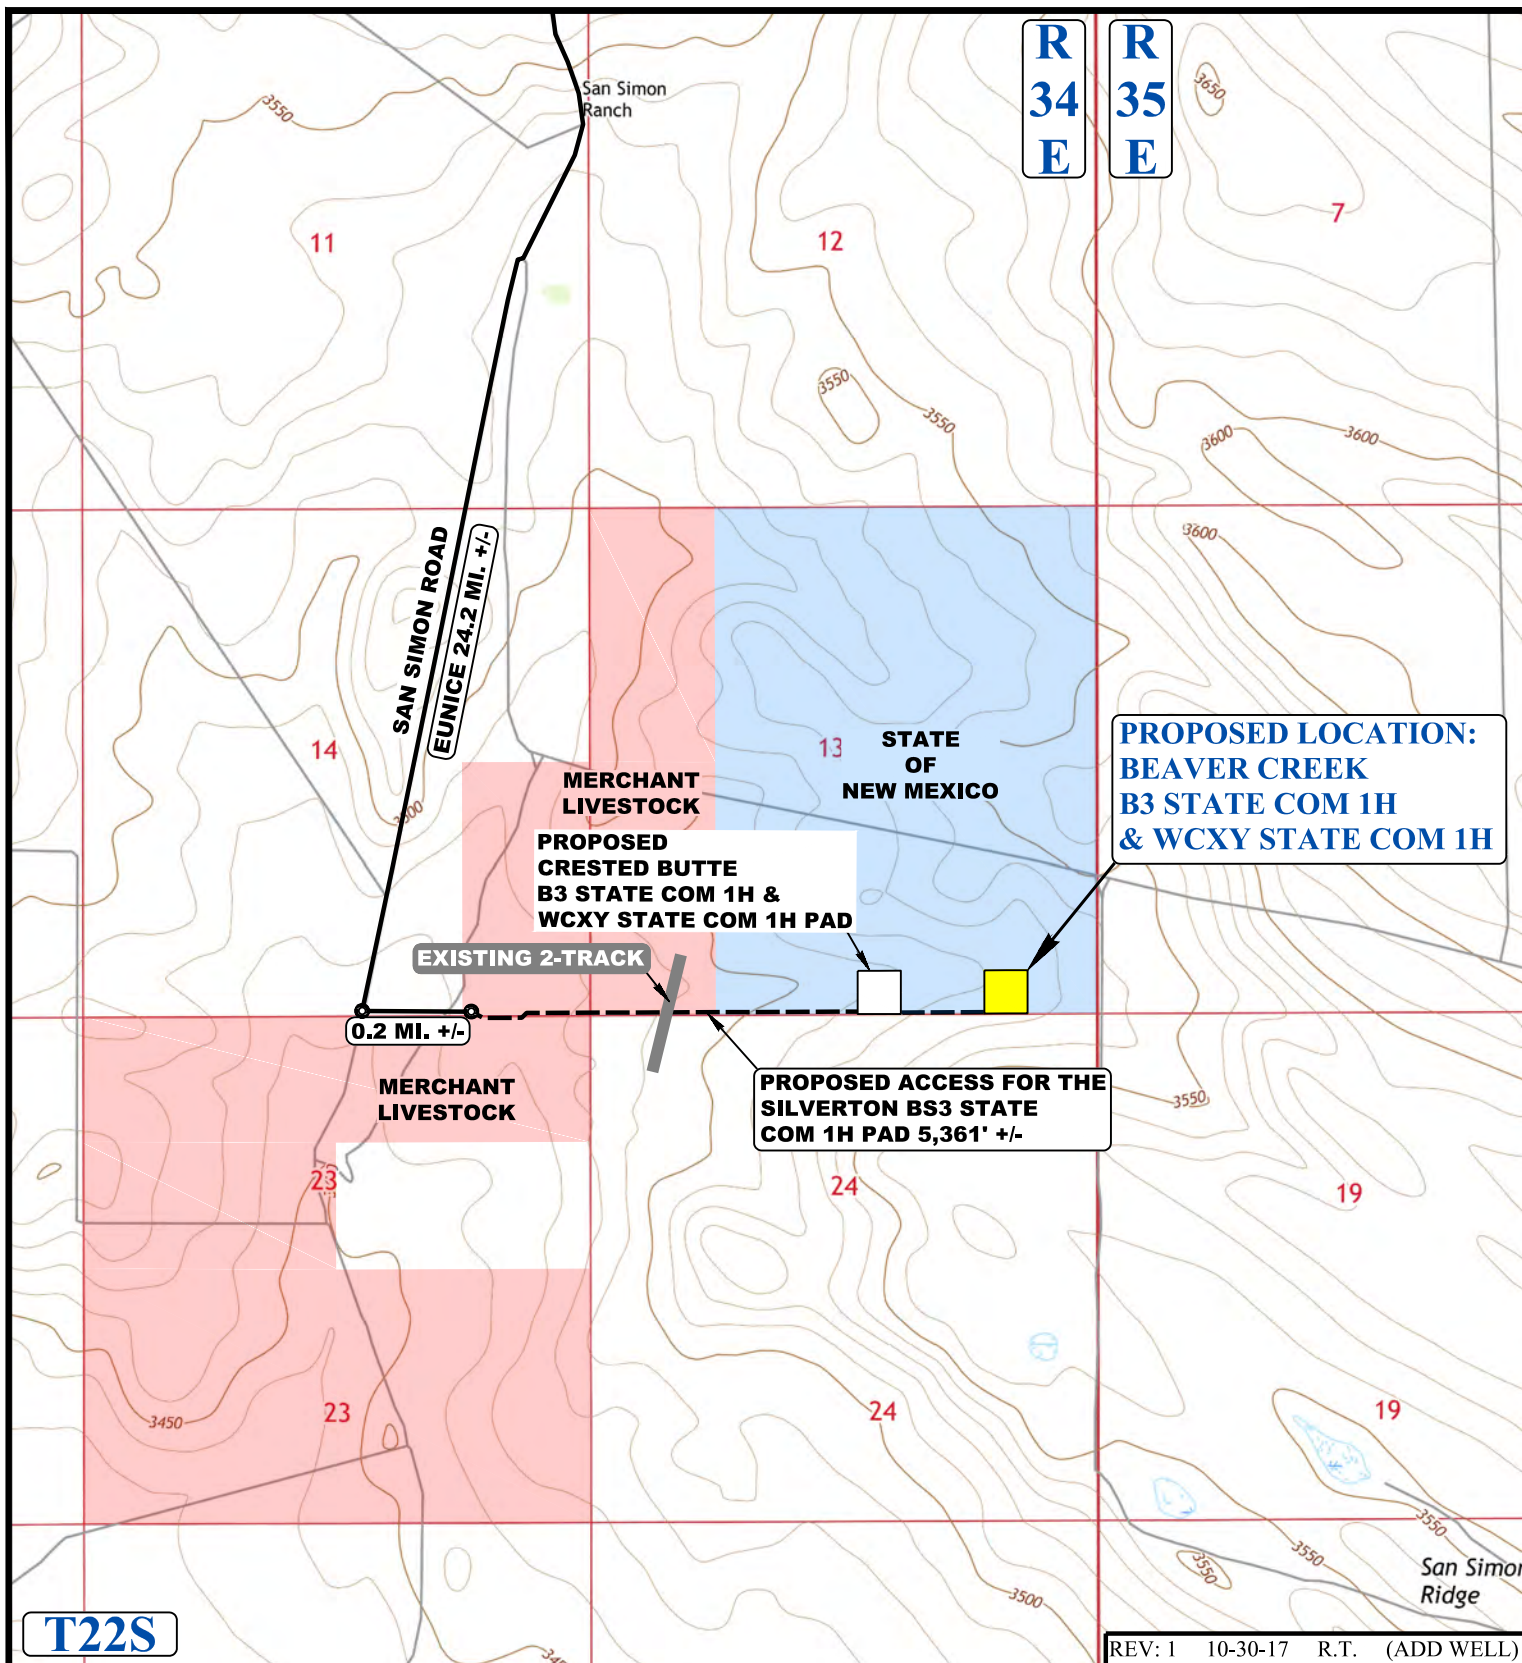 R
34
E
R
35
E
3650
San Simon
Ranch
3550
11
12
7
3550
3550
3600
3600
3600
SAN SIMON ROAD
EUNICE 24.2 MI. +/-
14
13
STATE
OF
NEW MEXICO
PROPOSED LOCATION:
BEAVER CREEK
B3 STATE COM 1H
& WCXY STATE COM 1H
MERCHANT
LIVESTOCK
PROPOSED
CRESTED BUTTE
B3 STATE COM 1H &
WCXY STATE COM 1H PAD
EXISTING 2-TRACK
0.2 MI. +/-
MERCHANT
LIVESTOCK
PROPOSED ACCESS FOR THE
SILVERTON BS3 STATE
COM 1H PAD 5,361' +/-
3550
23
24
19
3450
23
24
19
3550
3550
3550
San Simon
Ridge
3500
T22S
REV: 1 10-30-17 R.T. (ADD WELL)